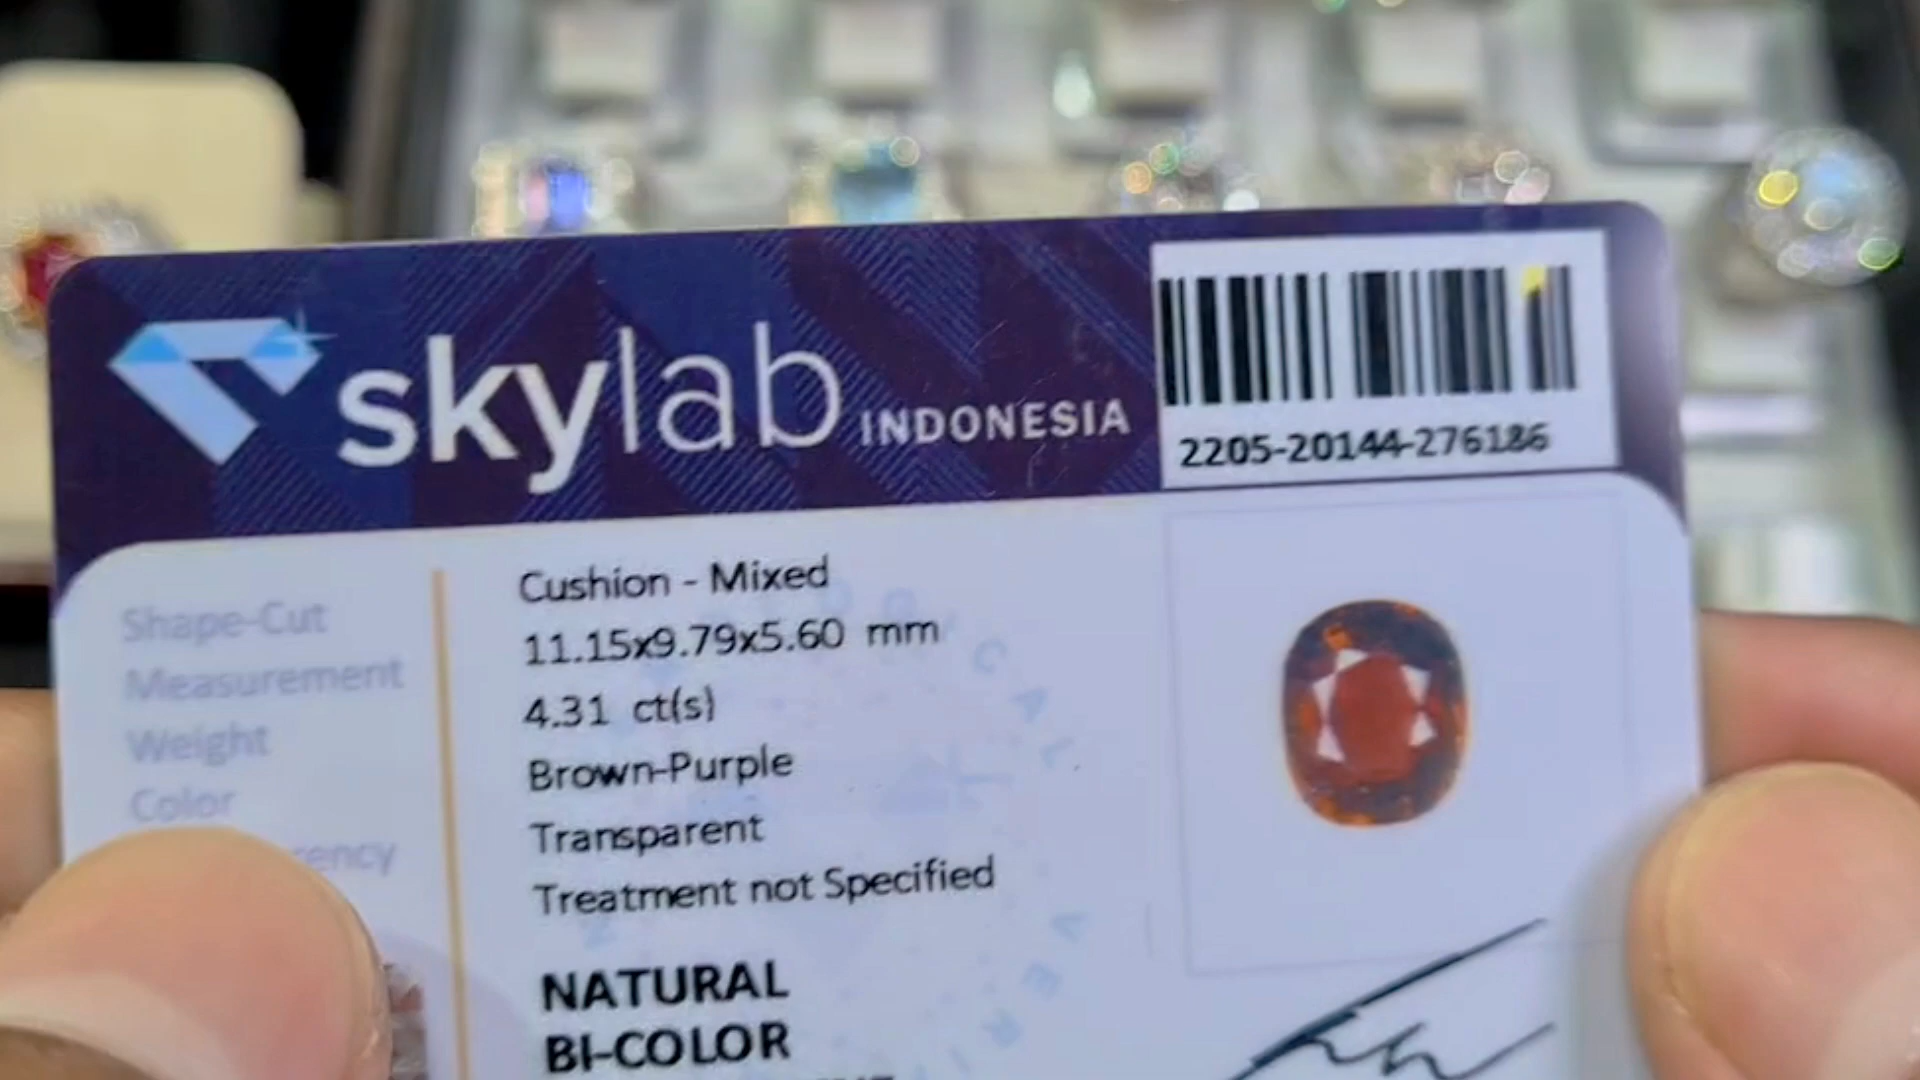 skylab INDONESIA
2205-20144-276186
Shape-Cut Cushion - Mixed
Measurement 11.15x9.79x5.60 mm
Weight 4.31 ct(s)
Color Brown-Purple
rency Transparent
Treatment not Specified
NATURAL
BI-COLOR